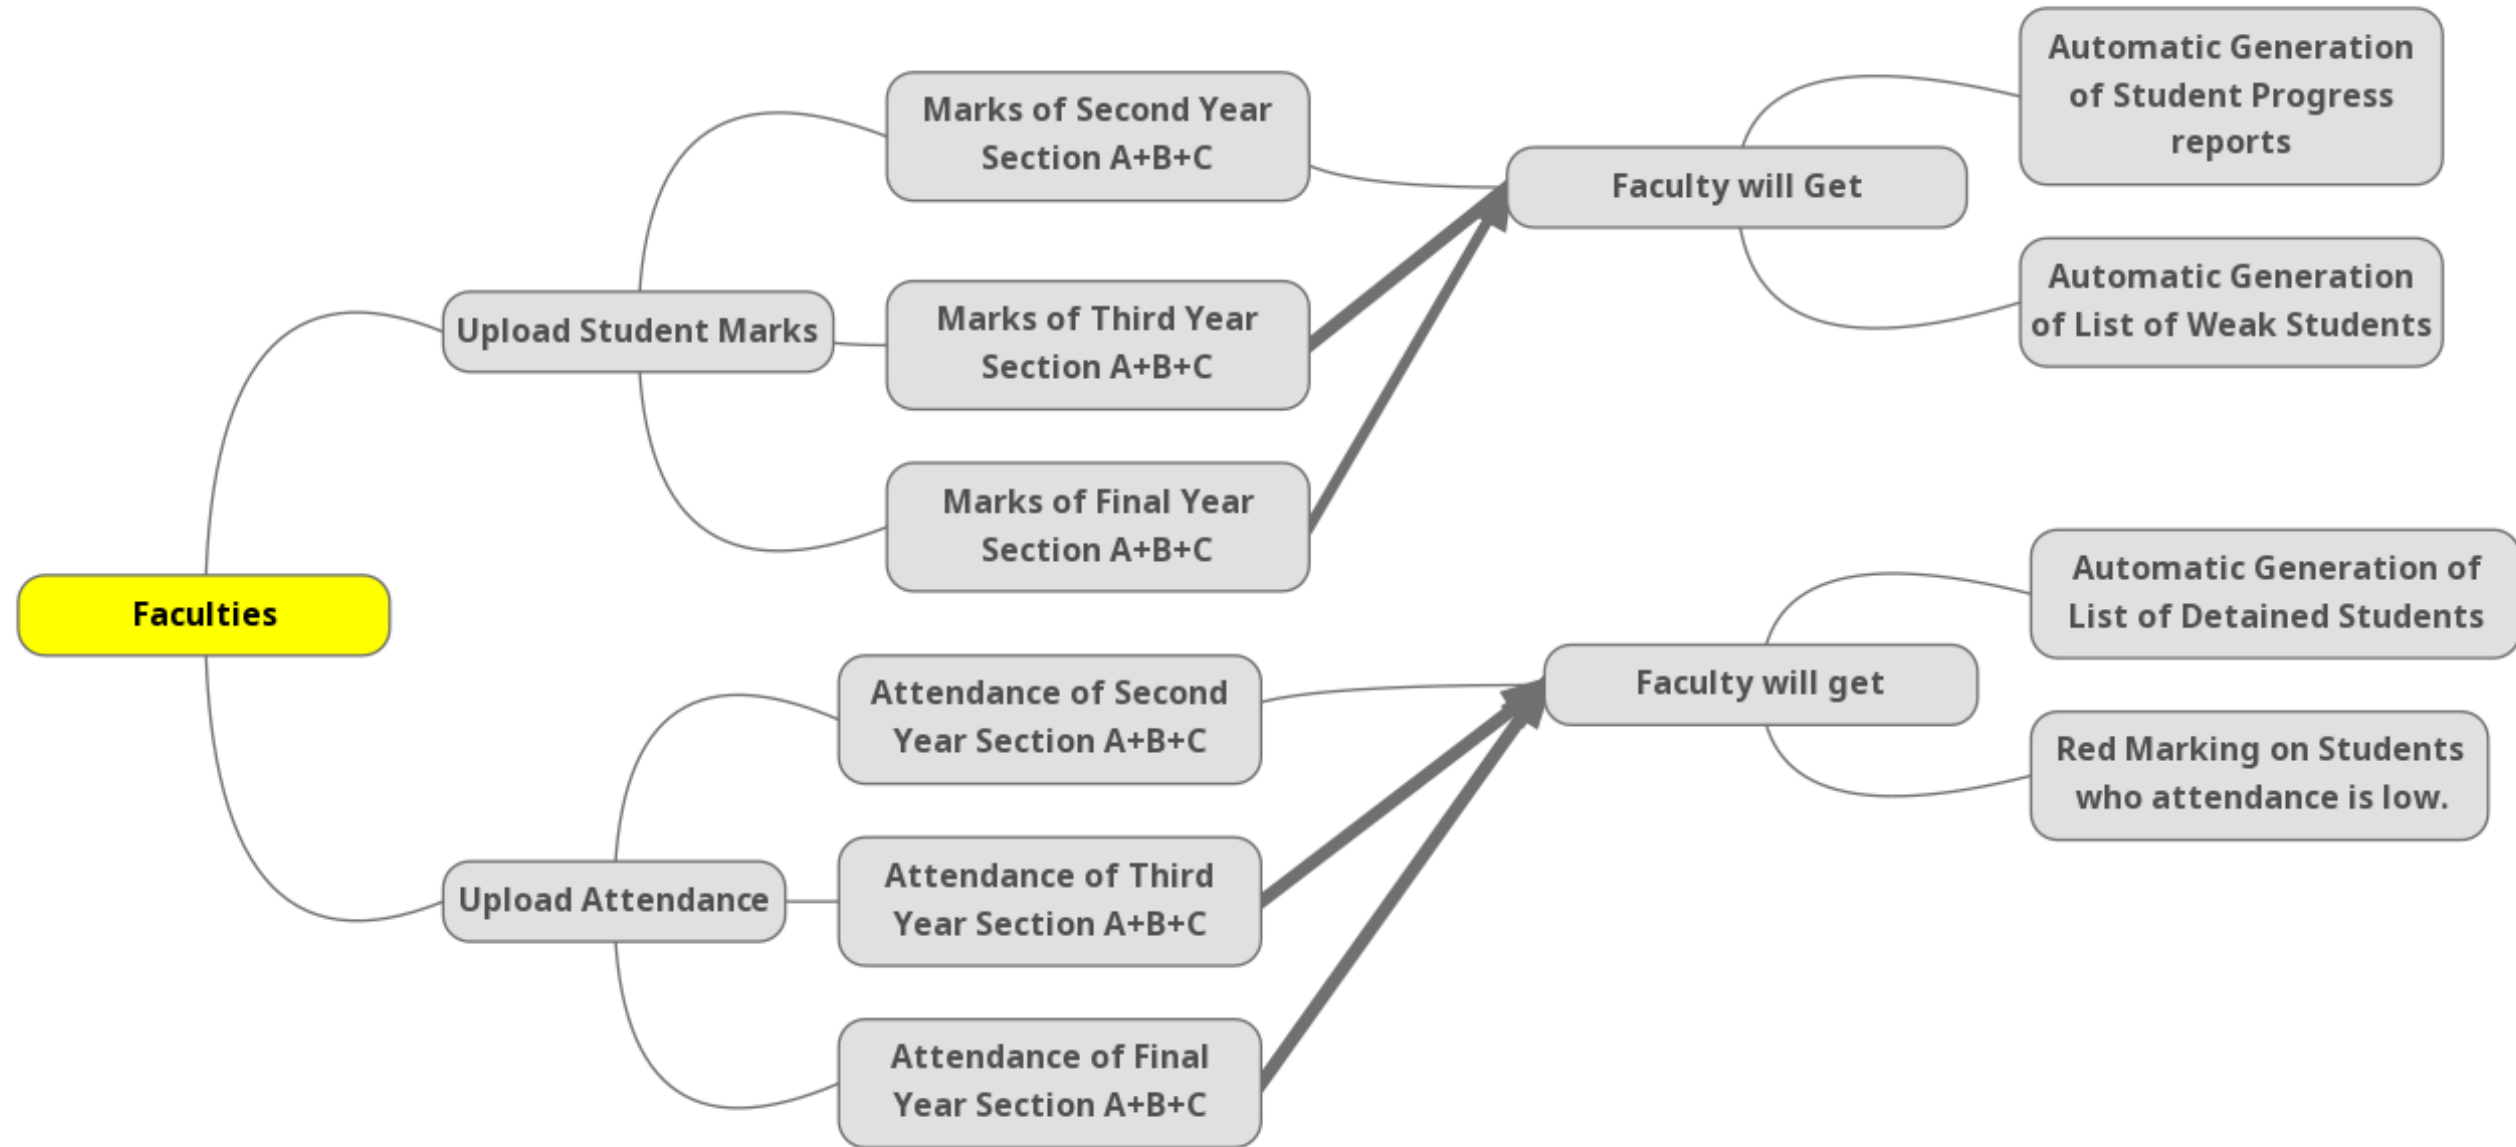 Faculties
Upload Student Marks
Marks of Second Year
Section A+B+C
Marks of Third Year
Section A+B+C
Marks of Final Year
Section A+B+C
Faculty will Get
Automatic Generation
of Student Progress
reports
Automatic Generation
of List of Weak Students
Upload Attendance
Attendance of Second
Year Section A+B+C
Attendance of Third
Year Section A+B+C
Attendance of Final
Year Section A+B+C
Faculty will get
Automatic Generation of
List of Detained Students
Red Marking on Students
who attendance is low.